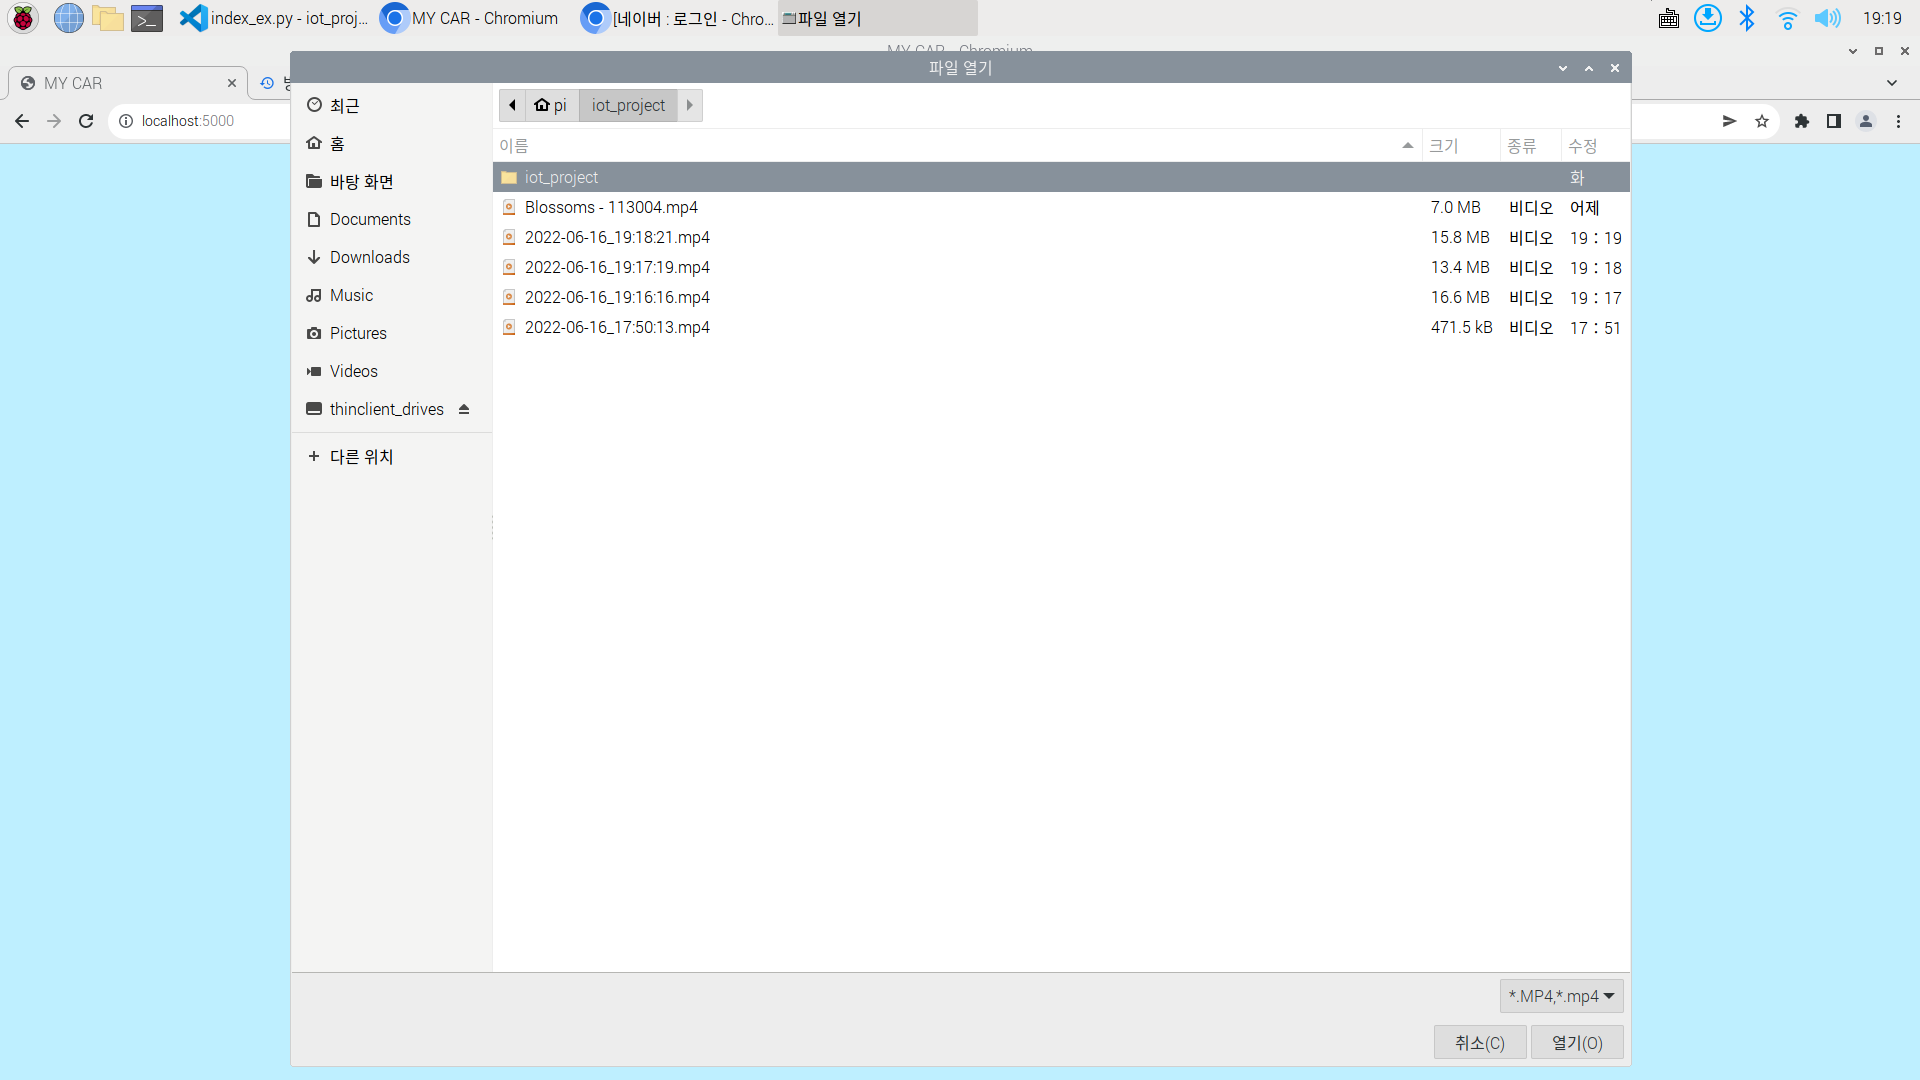 index_ex.py - iot_proj... MY CAR - Chromium [네이버 : 로그인 - Chro... 파일 열기 19:19
MY CAR - Chromium
파일 열기
MY CAR
localhost:5000
최근
홈
바탕 화면
Documents
Downloads
Music
Pictures
Videos
thinclient_drives
다른 위치
pi iot_project
이름 크기 종류 수정
iot_project 화
Blossoms - 113004.mp4 7.0 MB 비디오 어제
2022-06-16_19:18:21.mp4 15.8 MB 비디오 19 : 19
2022-06-16_19:17:19.mp4 13.4 MB 비디오 19 : 18
2022-06-16_19:16:16.mp4 16.6 MB 비디오 19 : 17
2022-06-16_17:50:13.mp4 471.5 kB 비디오 17 : 51
*.MP4,*.mp4
취소(C) 열기(O)